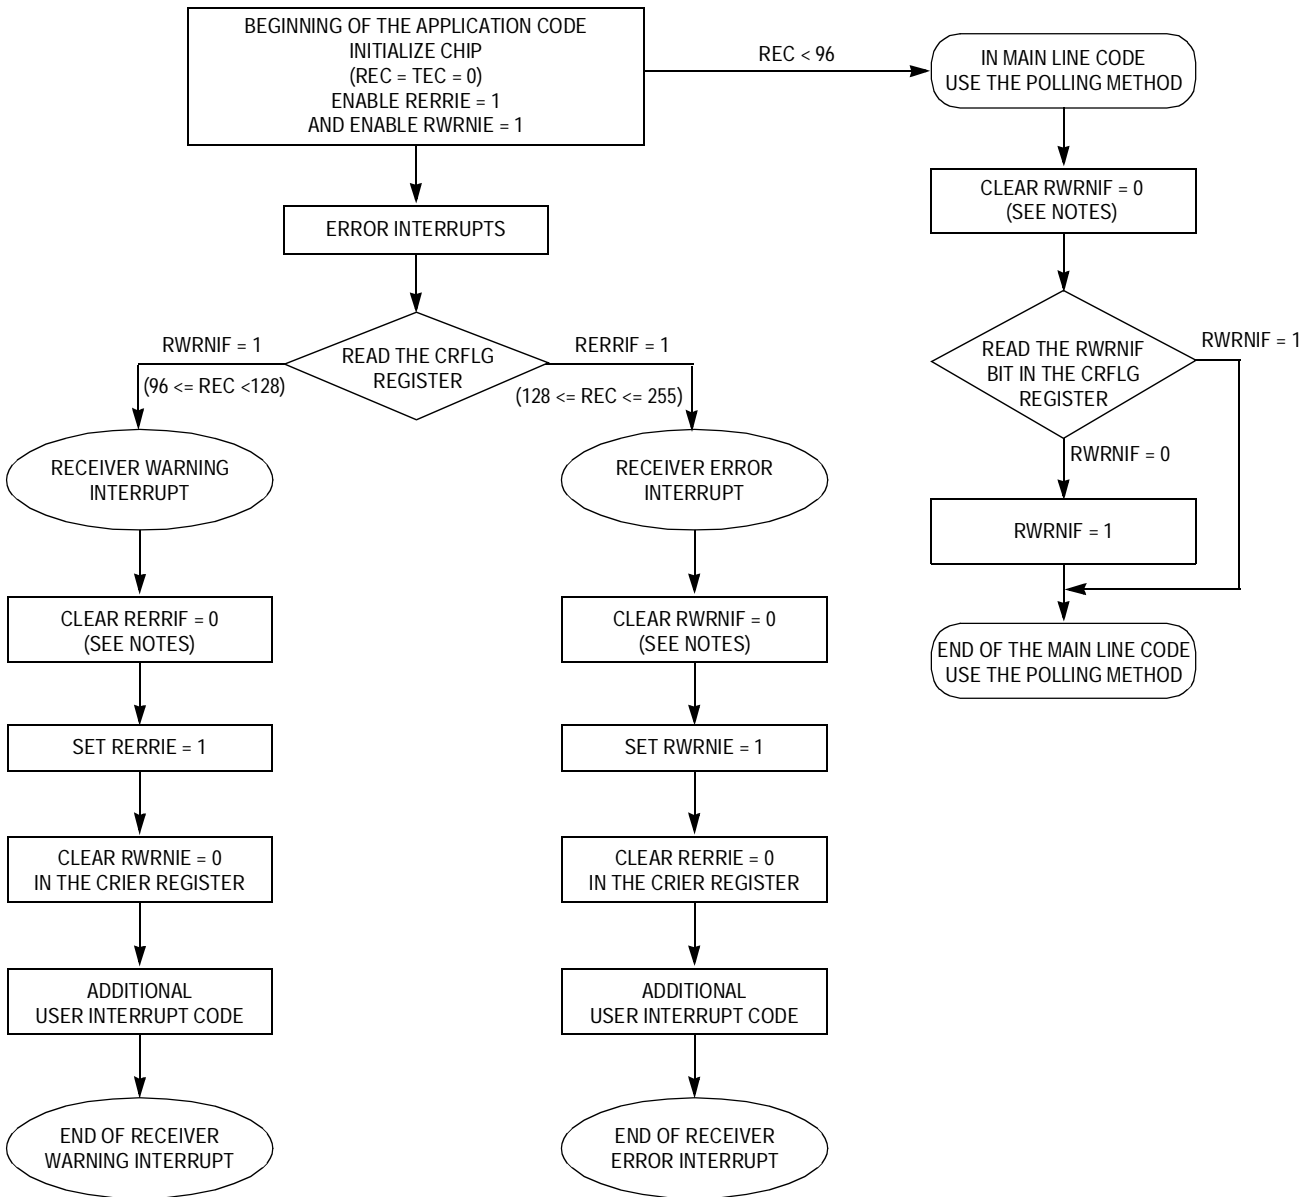 BEGINNING OF THE APPLICATION CODE
INITIALIZE CHIP
(REC = TEC = 0)
ENABLE RERRIE = 1
AND ENABLE RWRNIE = 1
REC < 96
IN MAIN LINE CODE
USE THE POLLING METHOD
CLEAR RWRNIF = 0
(SEE NOTES)
ERROR INTERRUPTS
READ THE CRFLG
REGISTER
RWRNIF = 1
(96 <= REC <128)
RERRIF = 1
(128 <= REC <= 255)
READ THE RWRNIF
BIT IN THE CRFLG
REGISTER
RWRNIF = 1
RWRNIF = 0
RWRNIF = 1
END OF THE MAIN LINE CODE
USE THE POLLING METHOD
RECEIVER WARNING
INTERRUPT
CLEAR RERRIF = 0
(SEE NOTES)
SET RERRIE = 1
CLEAR RWRNIE = 0
IN THE CRIER REGISTER
ADDITIONAL
USER INTERRUPT CODE
END OF RECEIVER
WARNING INTERRUPT
RECEIVER ERROR
INTERRUPT
CLEAR RWRNIF = 0
(SEE NOTES)
SET RWRNIE = 1
CLEAR RERRIE = 0
IN THE CRIER REGISTER
ADDITIONAL
USER INTERRUPT CODE
END OF RECEIVER
ERROR INTERRUPT